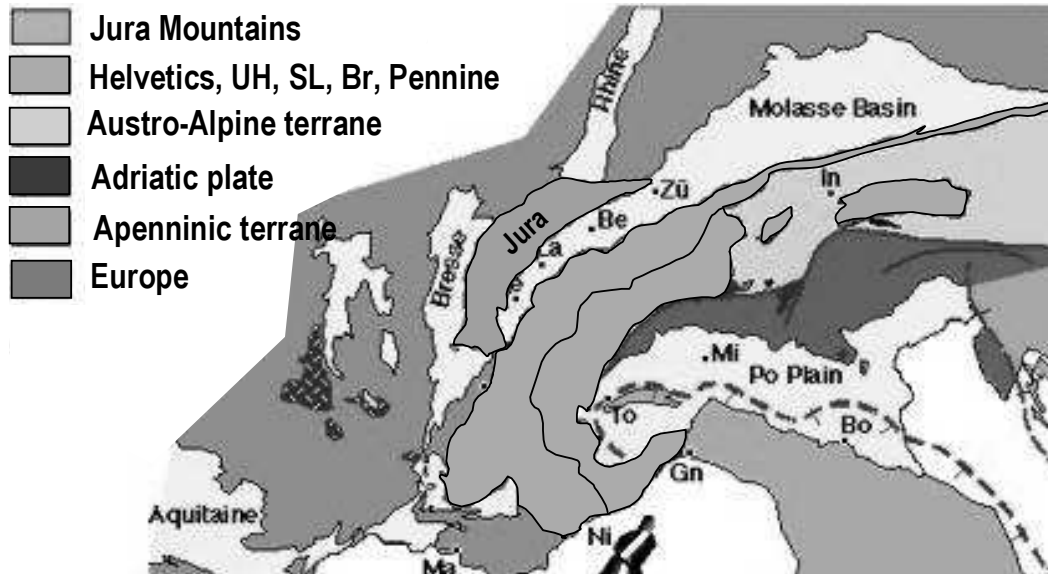 Jura Mountains
Helvetics, UH, SL, Br, Pennine
Austro-Alpine terrane
Adriatic plate
Apenninic terrane
Europe
Rhine
Molasse Basin
Zü
In
Be
Jura
La
Bresse
Mi
Po Plain
To
Bo
Gn
Aquitaine
Ni
Ma